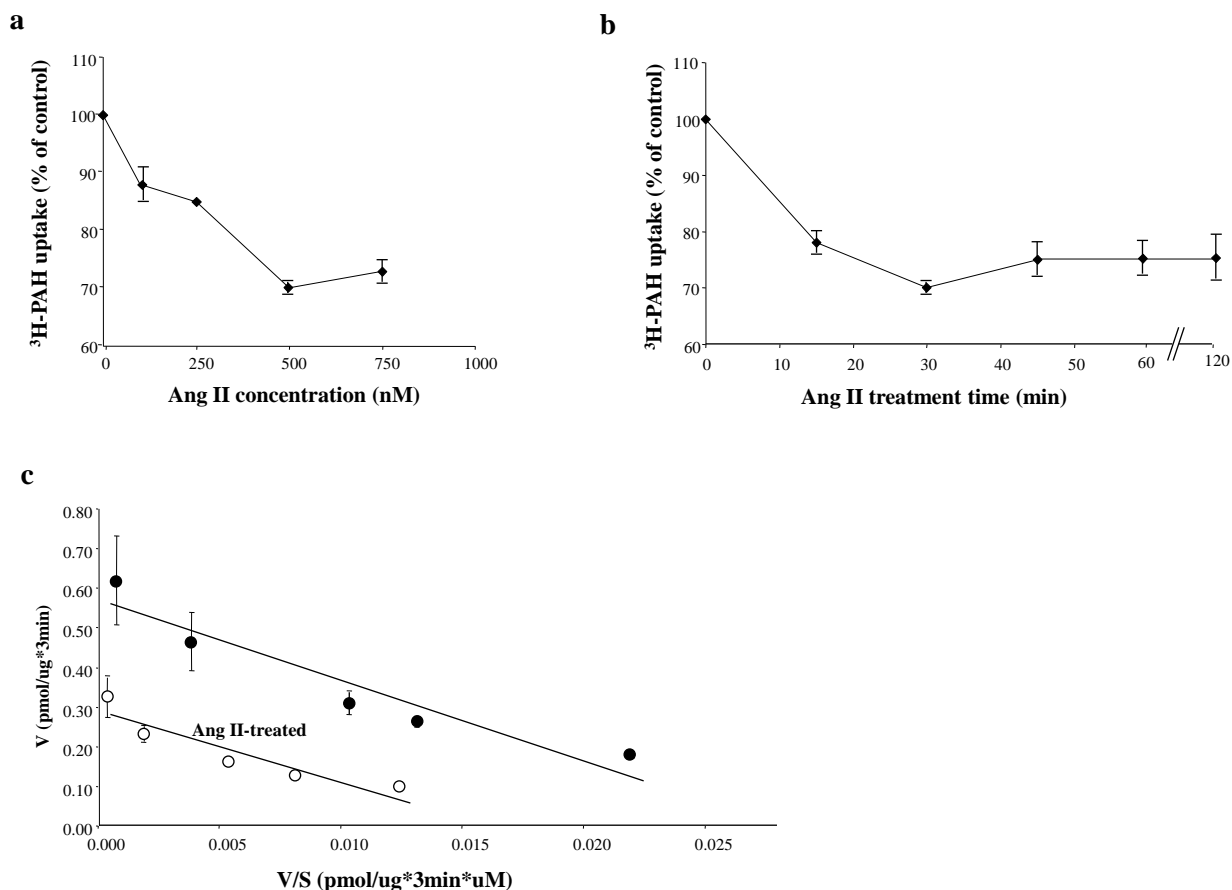 a
³H-PAH uptake (% of control)
110
100
90
80
70
60
0 250 500 750 1000
Ang II concentration (nM)
b
³H-PAH uptake (% of control)
110
100
90
80
70
60
0 10 20 30 40 50 60 120
Ang II treatment time (min)
c
V (pmol/ug*3min)
0.80
0.70
0.60
0.50
0.40
0.30
0.20
0.10
0.00
Ang II-treated
0.000 0.005 0.010 0.015 0.020 0.025
V/S (pmol/ug*3min*uM)